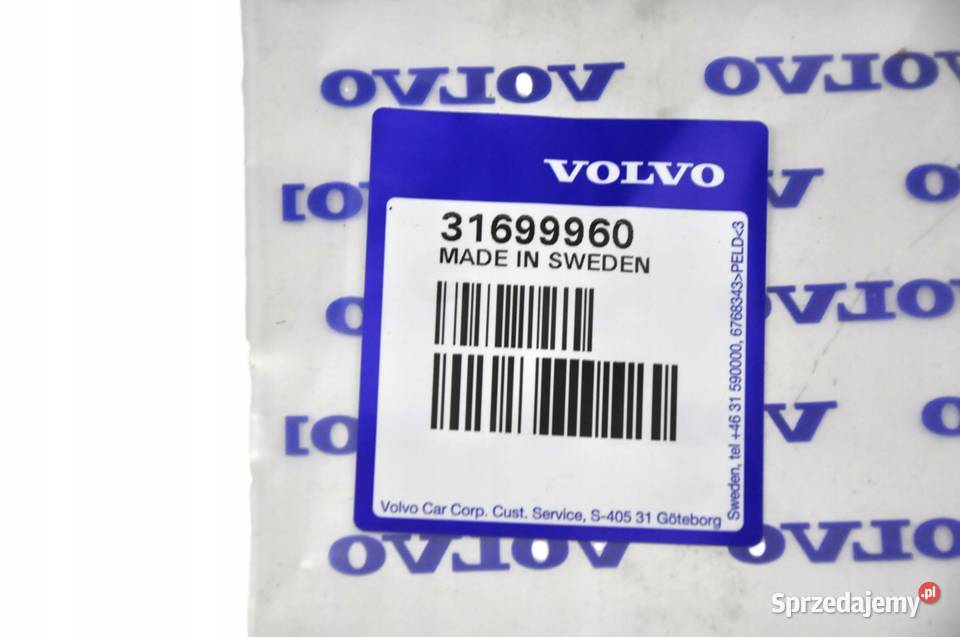 VOLVO
VOLVO
VOLVO
31699960
MADE IN SWEDEN
Volvo Car Corp. Cust. Service, S-405 31 Göteborg
Sweden, tel +46 31 590000, 6768343>PELD<3
VOLVO
VOLVO
Sprzedajemy.pl